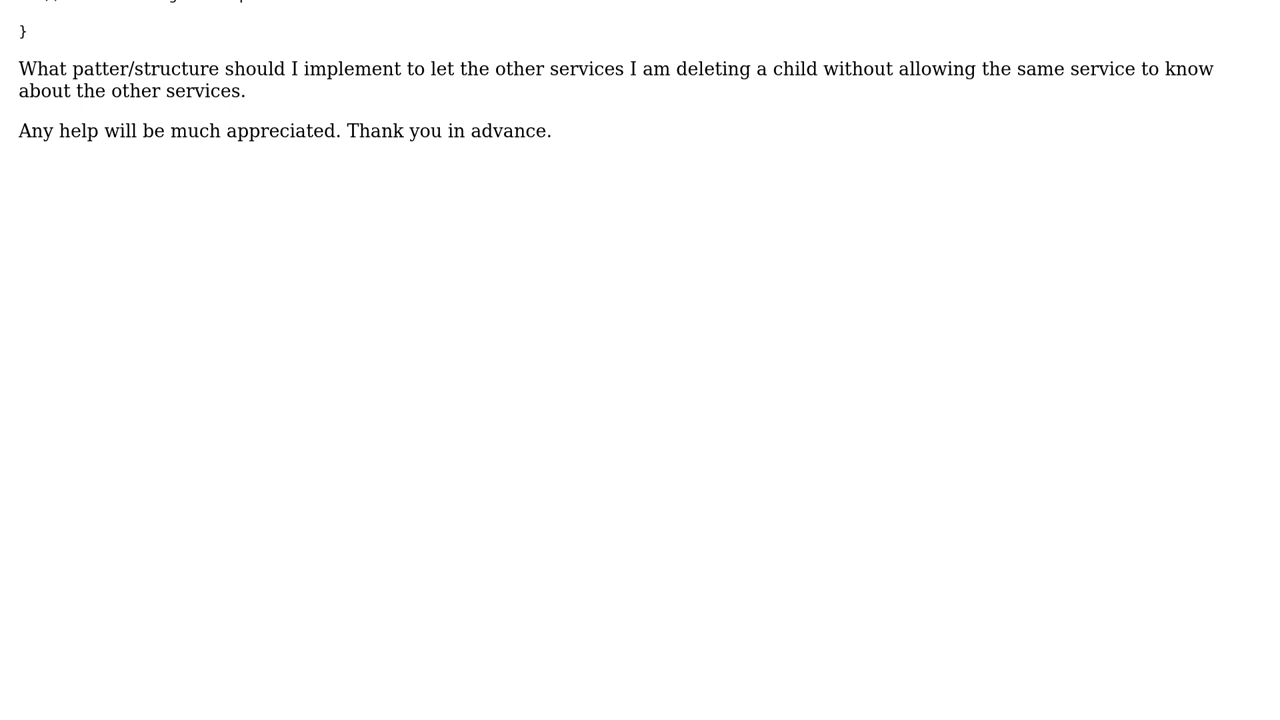 }
What patter/structure should I implement to let the other services I am deleting a child without allowing the same service to know
about the other services.
Any help will be much appreciated. Thank you in advance.